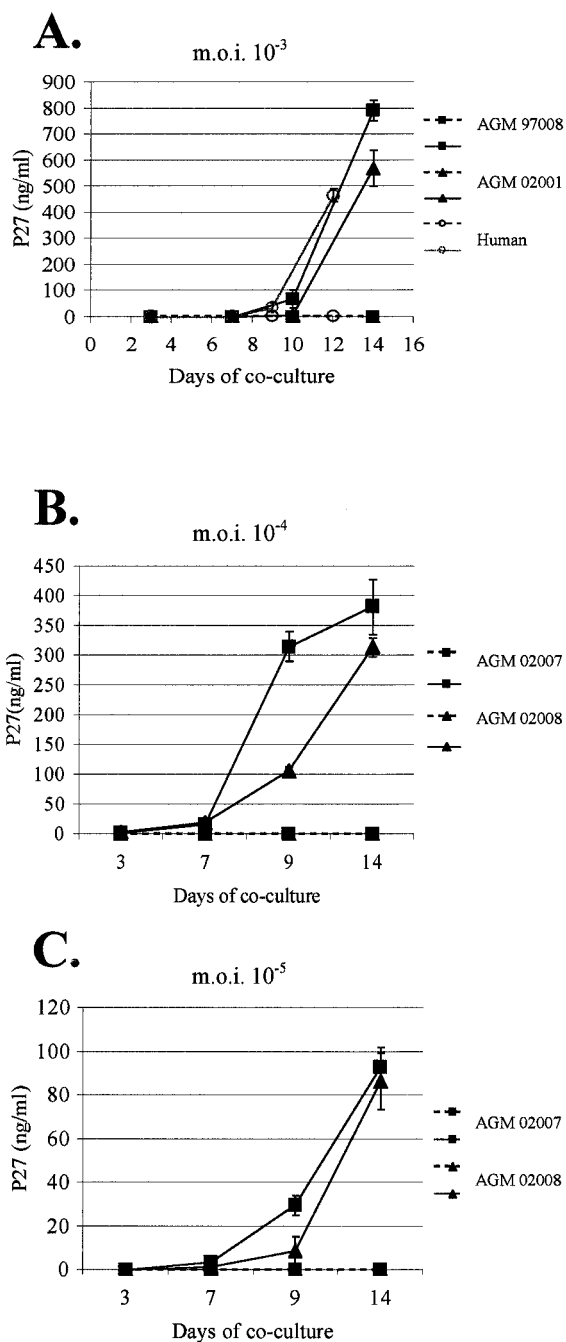 A.
m.o.i. 10⁻³
900
800
700
600
500
400
300
200
100
0
P27 (ng/ml)
0 2 4 6 8 10 12 14 16
Days of co-culture
AGM 97008
AGM 02001
Human
B.
m.o.i. 10⁻⁴
450
400
350
300
250
200
150
100
50
0
P27(ng/ml)
3 7 9 14
Days of co-culture
AGM 02007
AGM 02008
C.
m.o.i. 10⁻⁵
120
100
80
60
40
20
0
P27 (ng/ml)
3 7 9 14
Days of co-culture
AGM 02007
AGM 02008